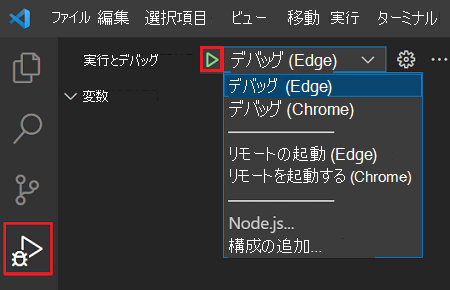 ファイル 編集 選択項目 ビュー 移動 実行 ターミナル
実行とデバッグ デバッグ (Edge)
変数
デバッグ (Edge)
デバッグ (Chrome)
リモートの起動 (Edge)
リモートを起動する (Chrome)
Node.js...
構成の追加...